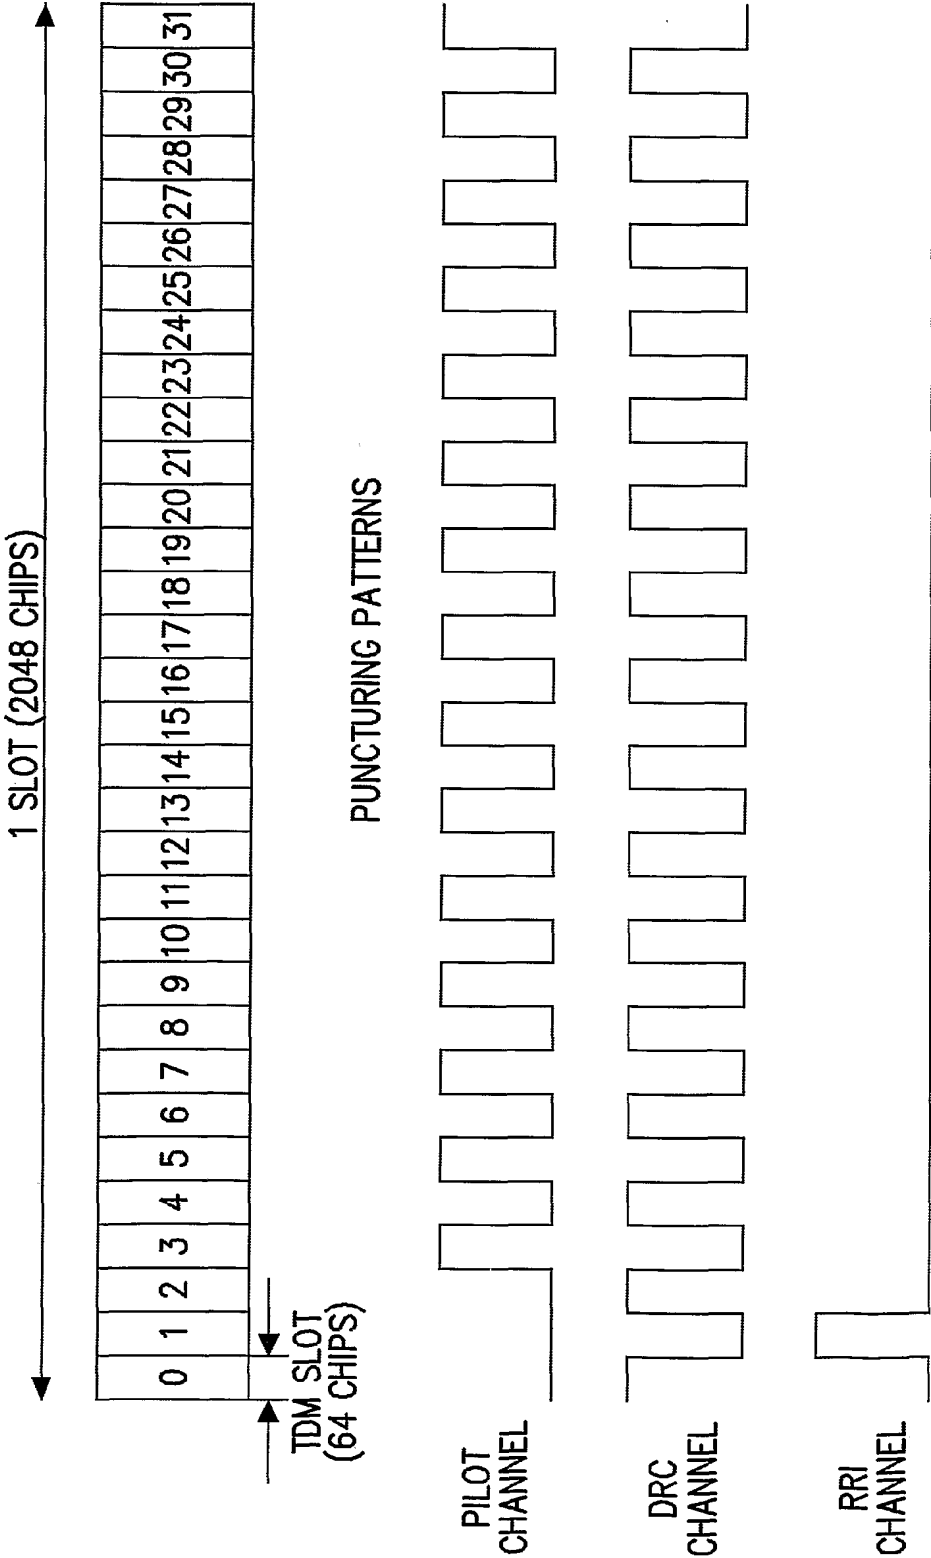 1 SLOT (2048 CHIPS)
0 1 2 3 4 5 6 7 8 9 10 11 12 13 14 15 16 17 18 19 20 21 22 23 24 25 26 27 28 29 30 31
TDM SLOT
(64 CHIPS)
PUNCTURING PATTERNS
PILOT
CHANNEL
DRC
CHANNEL
RRI
CHANNEL